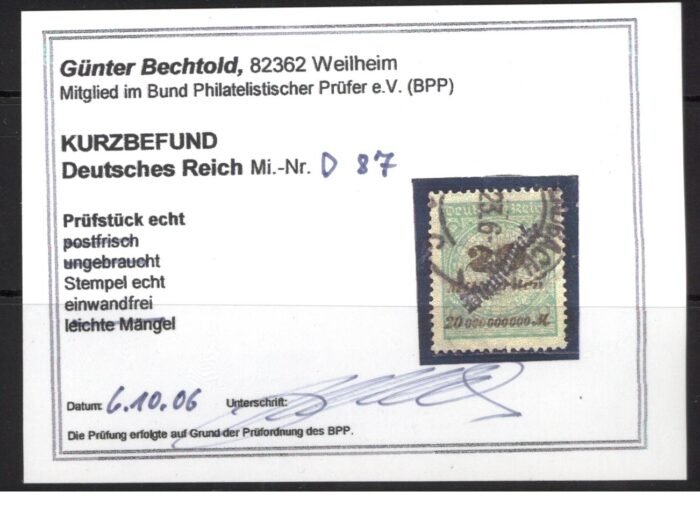 Günter Bechtold, 82362 Weilheim
Mitglied im Bund Philatelistischer Prüfer e.V. (BPP)
KURZBEFUND
Deutsches Reich Mi.-Nr. D 87
Prüfstück echt
postfrisch
ungebraucht
Stempel echt
einwandfrei
leichte Mängel
Deutsches Reich
23.6
20 000 000 000 M
Datum: 6.10.06 Unterschrift:
Die Prüfung erfolgte auf Grund der Prüfordnung des BPP.